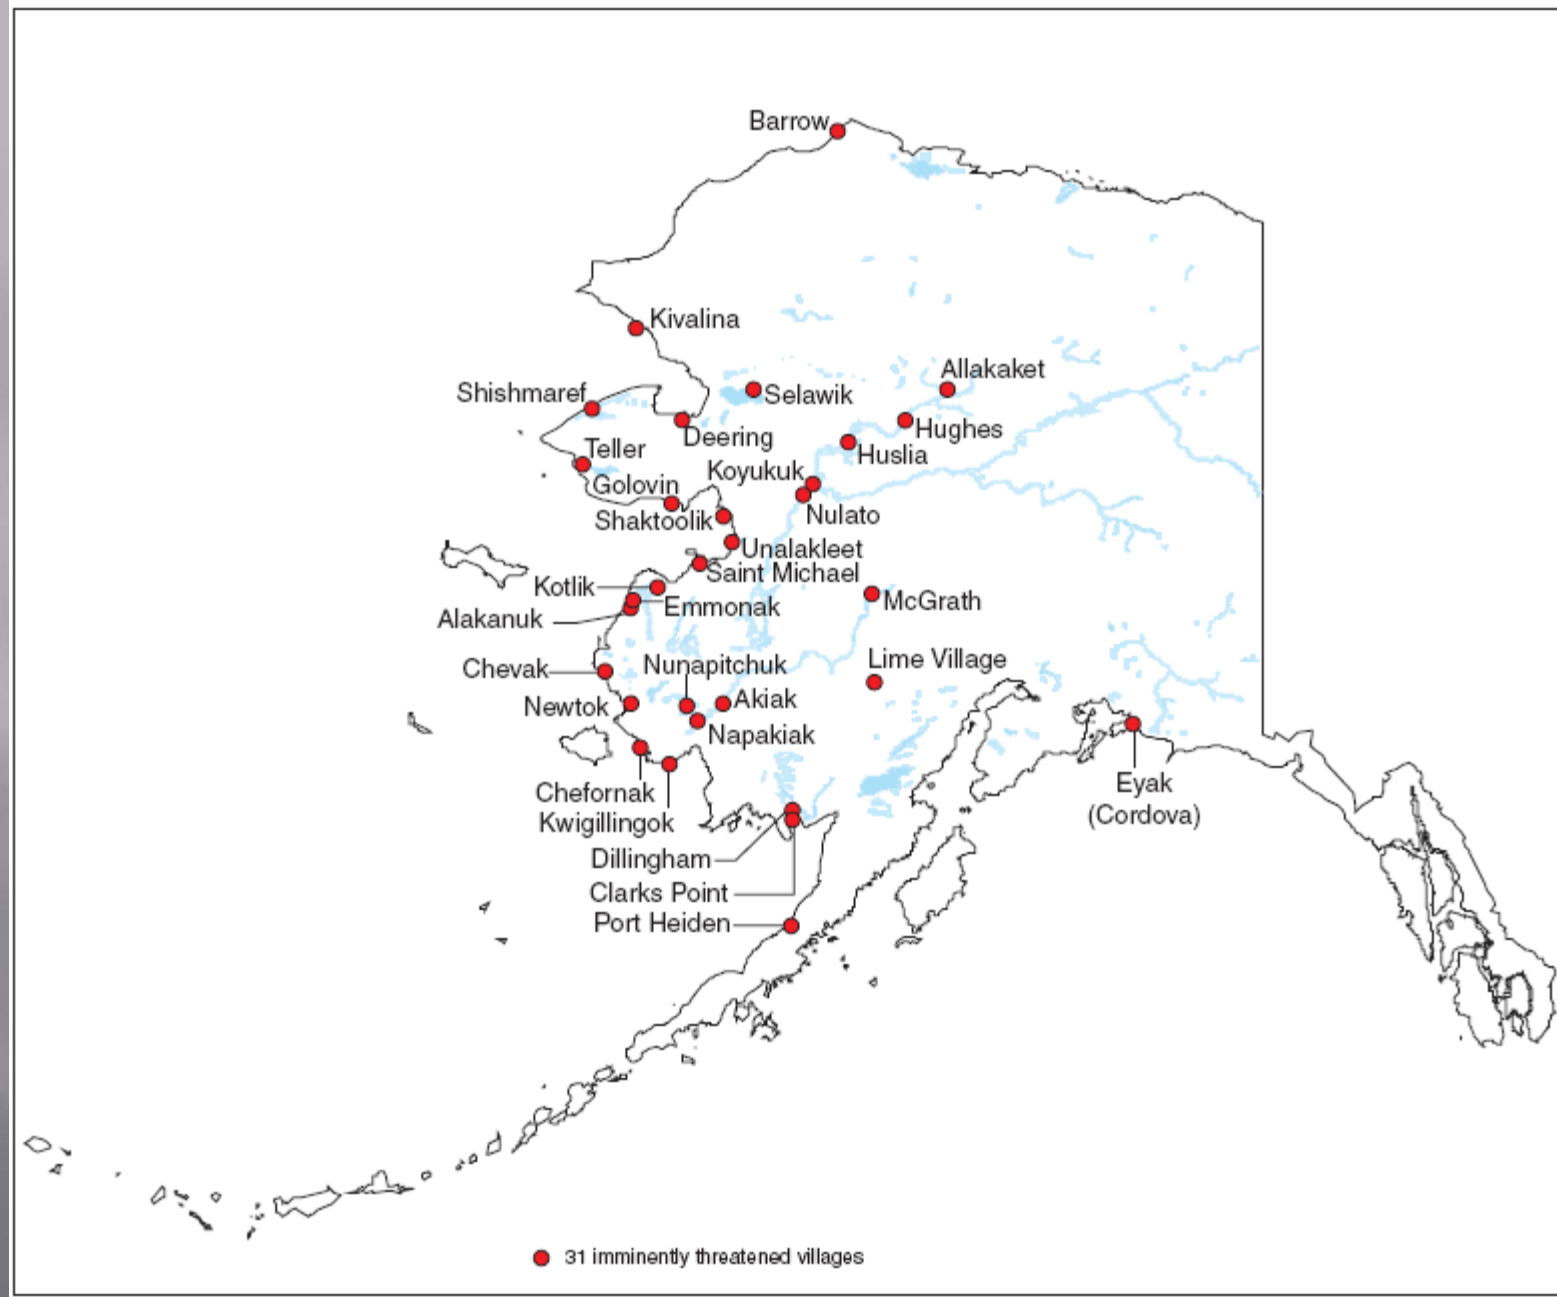 Barrow
Kivalina
Allakaket
Shishmaref
Selawik
Hughes
Deering
Teller
Huslia
Koyukuk
Golovin
Nulato
Shaktoolik
Unalakleet
Saint Michael
Kotlik
McGrath
Emmonak
Alakanuk
Lime Village
Nunapitchuk
Chevak
Akiak
Newtok
Napakiak
Eyak
(Cordova)
Chefornak
Kwigillingok
Dillingham
Clarks Point
Port Heiden
31 imminently threatened villages